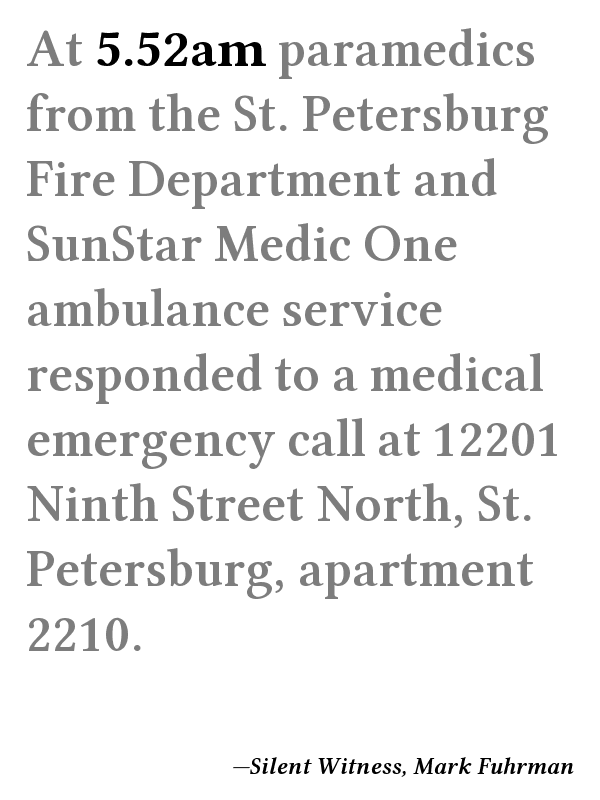 At 5.52am paramedics
from the St. Petersburg
Fire Department and
SunStar Medic One
ambulance service
responded to a medical
emergency call at 12201
Ninth Street North, St.
Petersburg, apartment
2210.
—Silent Witness, Mark Fuhrman